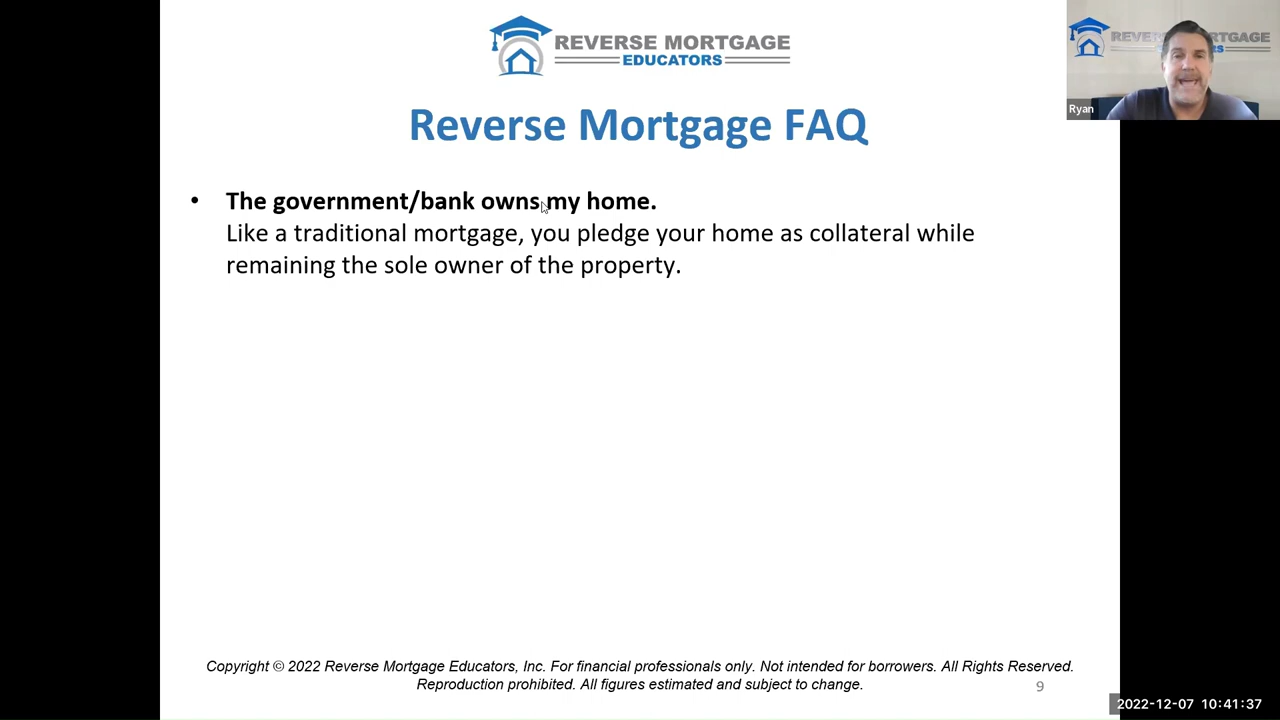 REVERSE MORTGAGE
EDUCATORS
REVERSE MORTGAGE
RS
Ryan
Reverse Mortgage FAQ
• The government/bank owns my home.
Like a traditional mortgage, you pledge your home as collateral while
remaining the sole owner of the property.
Copyright © 2022 Reverse Mortgage Educators, Inc. For financial professionals only. Not intended for borrowers. All Rights Reserved.
Reproduction prohibited. All figures estimated and subject to change.
9
2022-12-07 10:41:37